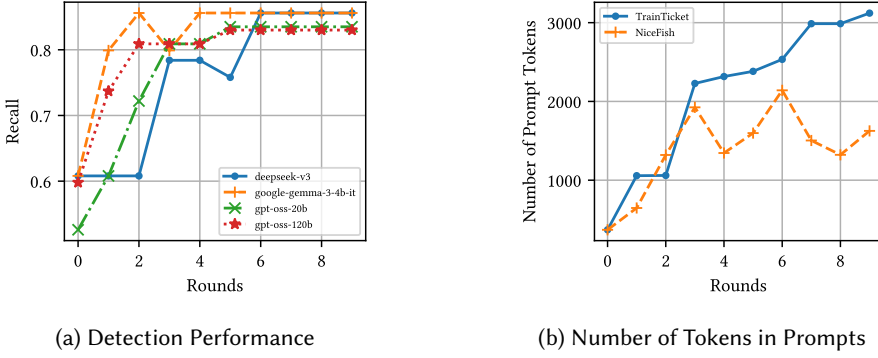 0.8
0.7
0.6
Recall
0 2 4 6 8
Rounds
deepseek-v3
google-gemma-3-4b-it
gpt-oss-20b
gpt-oss-120b
(a) Detection Performance
3000
2000
1000
Number of Prompt Tokens
0 2 4 6 8
Rounds
TrainTicket
NiceFish
(b) Number of Tokens in Prompts